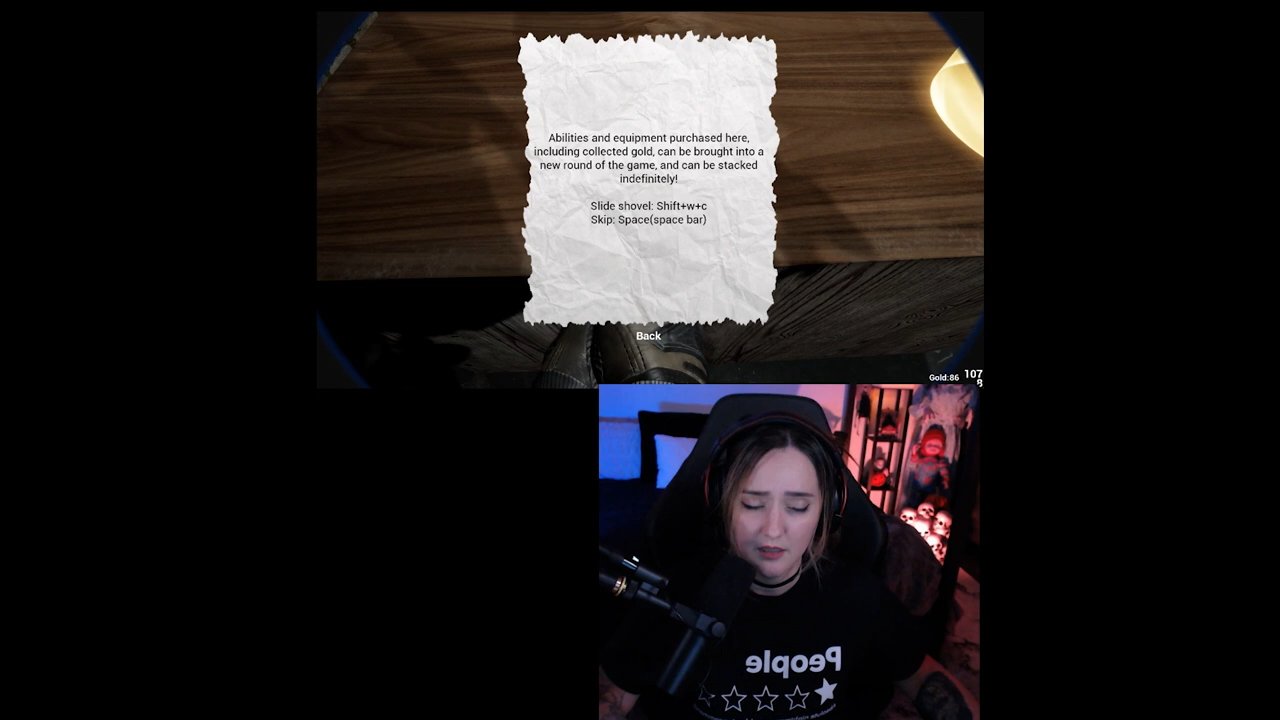 Abilities and equipment purchased here,
including collected gold, can be brought into a
new round of the game, and can be stacked
indefinitely!
Slide shovel: Shift+w+c
Skip: Space(space bar)
Back
Gold:86
107
8
People